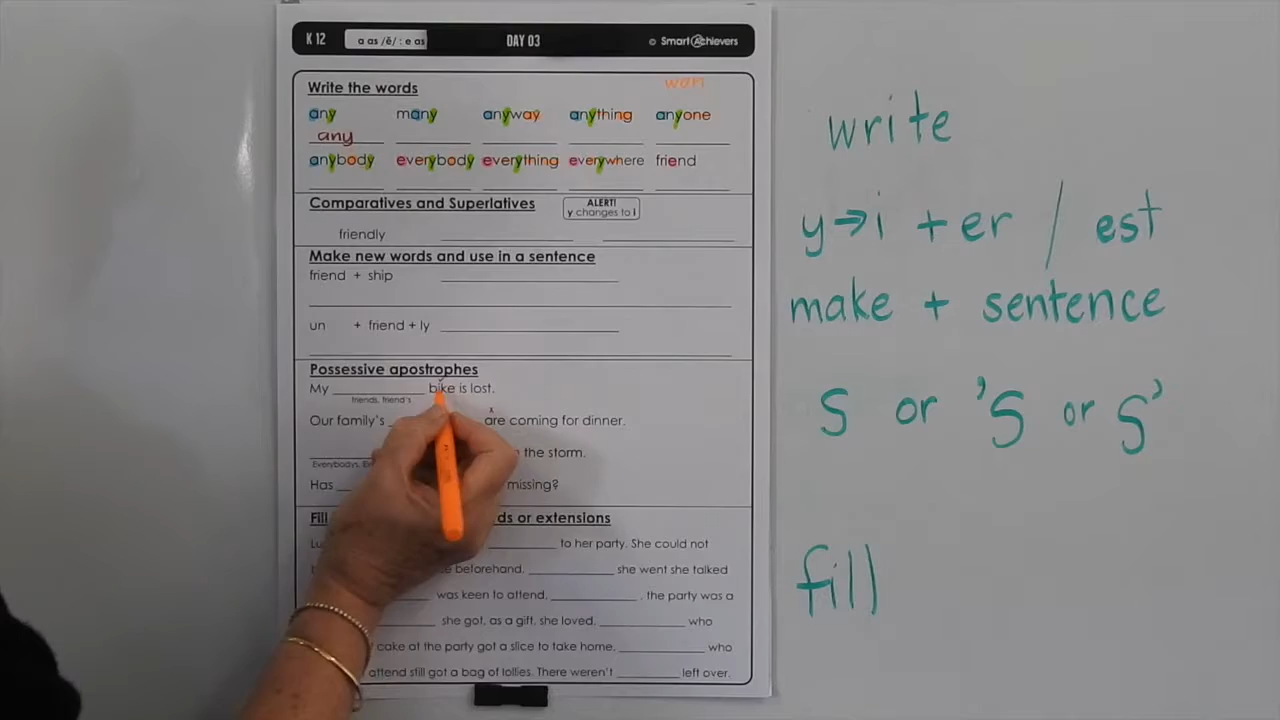 K 12 a as /ĕ/ : e as DAY 03 © Smart Achievers
Write the words
any many anyway anything anyone
any
anybody everybody everything everywhere friend
Comparatives and Superlatives
ALERT!
y changes to i
friendly
Make new words and use in a sentence
friend + ship
un + friend + ly
Possessive apostrophes
My bike is lost.
friends, friend's
x
Our family's are coming for dinner.
the storm.
Everybodys,
Has missing?
Fill or extensions
to her party. She could not
beforehand. she went she talked
was keen to attend, , the party was a
she got, as a gift, she loved. who
cake at the party got a slice to take home. who
attend still got a bag of lollies. There weren't left over.
write
y→i + er / est
make + sentence
s or 's or s'
fill